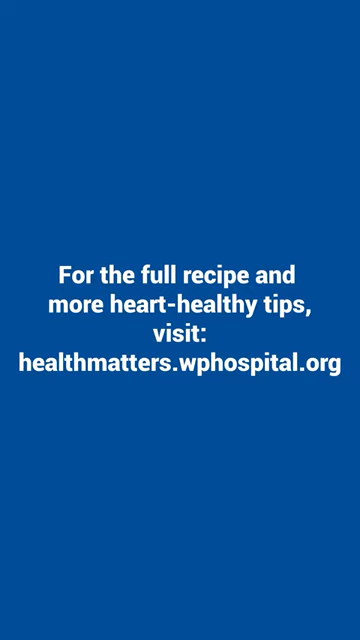 For the full recipe and
more heart-healthy tips,
visit:
healthmatters.wphospital.org